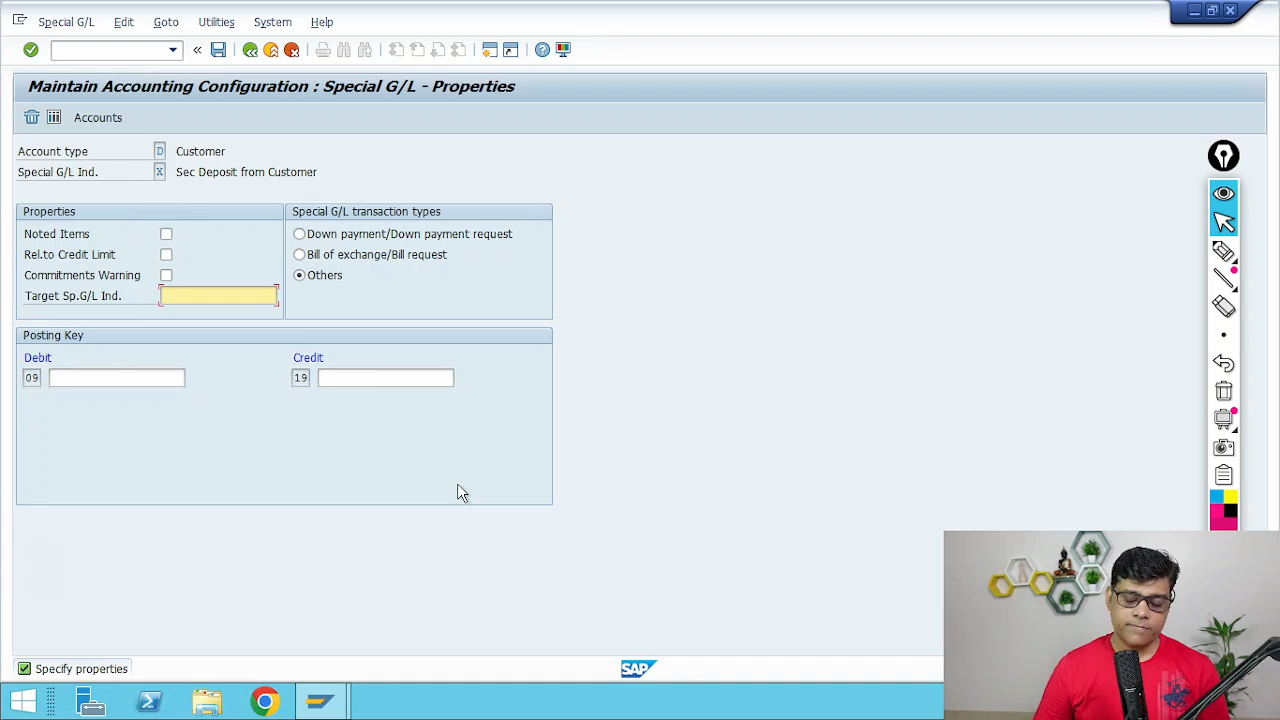 Special G/L Edit Goto Utilities System Help
Maintain Accounting Configuration : Special G/L - Properties
Accounts
Account type D Customer
Special G/L Ind. X Sec Deposit from Customer
Properties
Noted Items
Rel.to Credit Limit
Commitments Warning
Target Sp.G/L Ind.
Special G/L transaction types
Down payment/Down payment request
Bill of exchange/Bill request
Others
Posting Key
Debit Credit
09 19
Specify properties
SAP